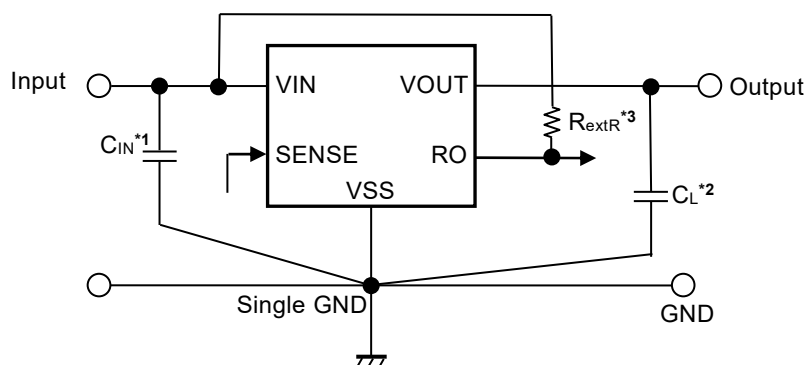 Input
VIN
VOUT
Output
CIN*1
RextR*3
SENSE
RO
VSS
CL*2
Single GND
GND